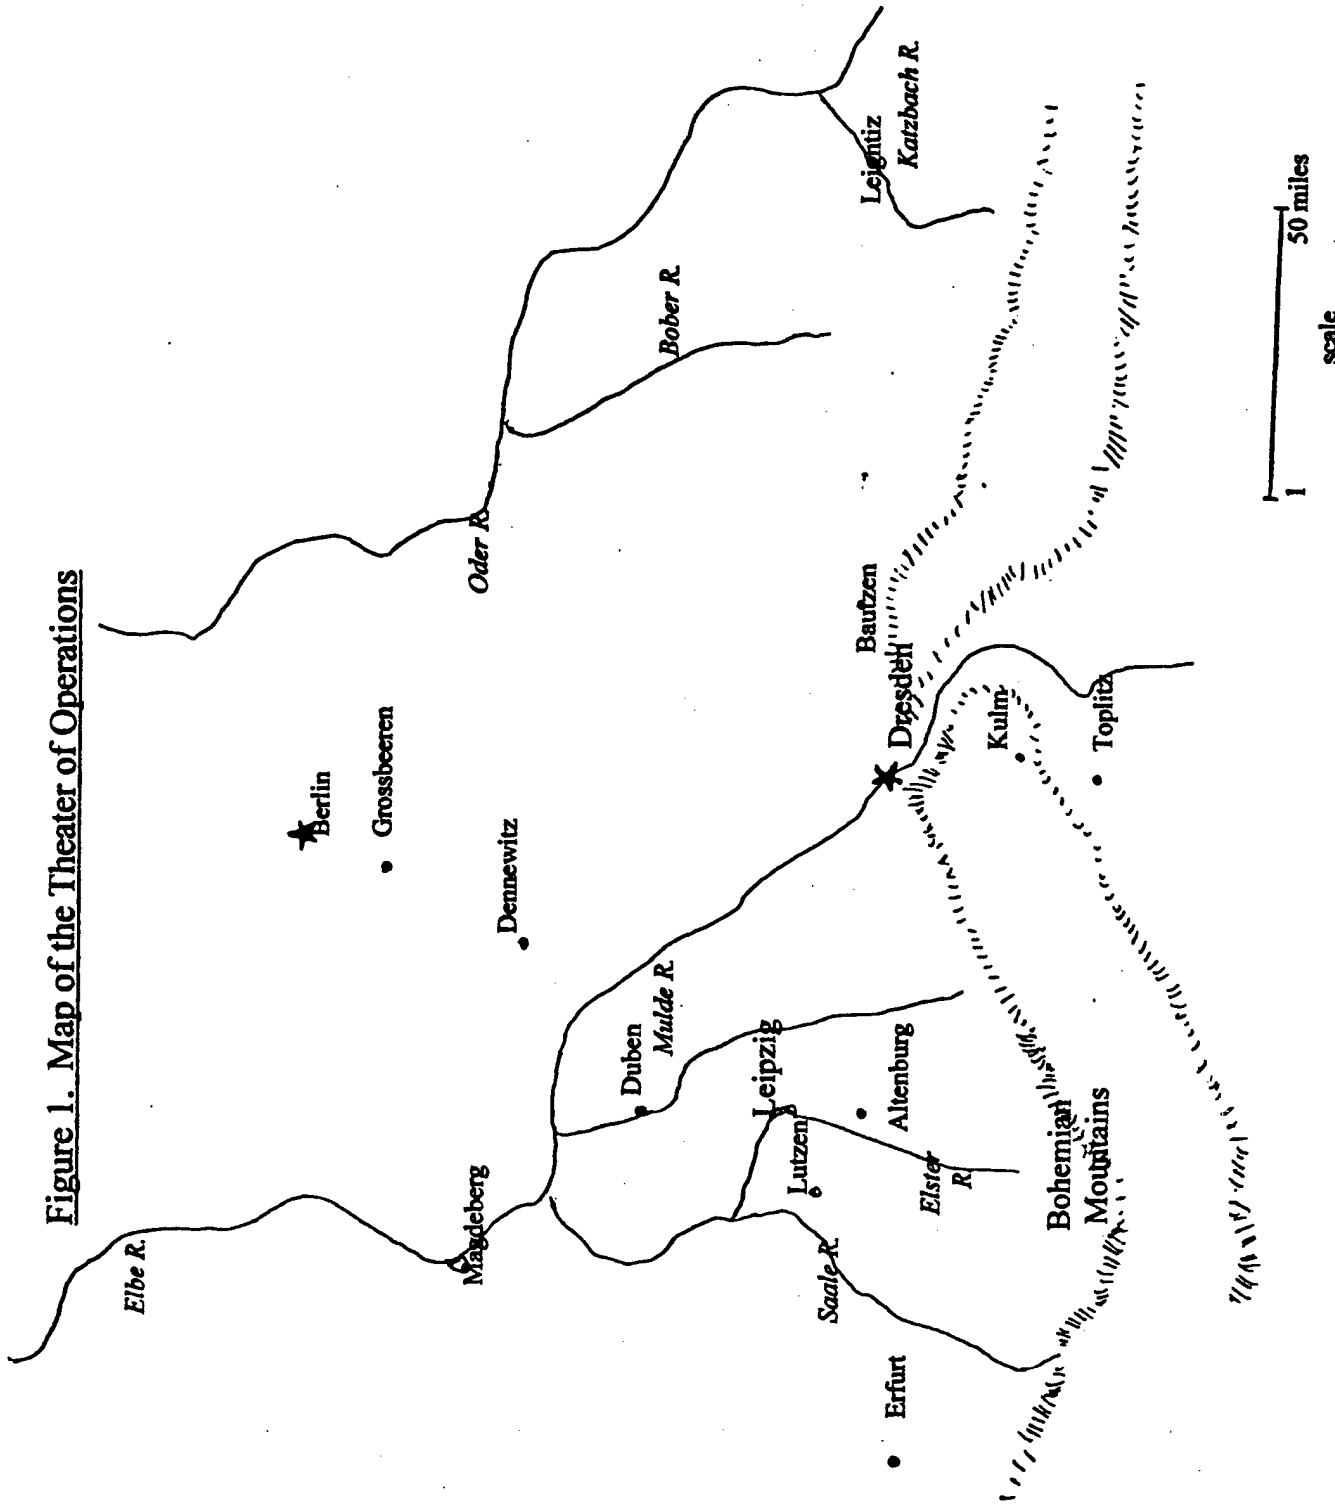 Figure 1. Map of the Theater of Operations
Elbe R.
Berlin
Grossbeeren
Magdeberg
Dennewitz
Oder R.
Duben
Mulde R.
Bober R.
Leipzig
Lutzen
Saale R.
Altenburg
Elster
R.
Erfurt
Bautzen
Dresden
Leigntiz
Katzbach R.
Kulm
Toplitz
Bohemian
Mountains
1
50 miles
scale